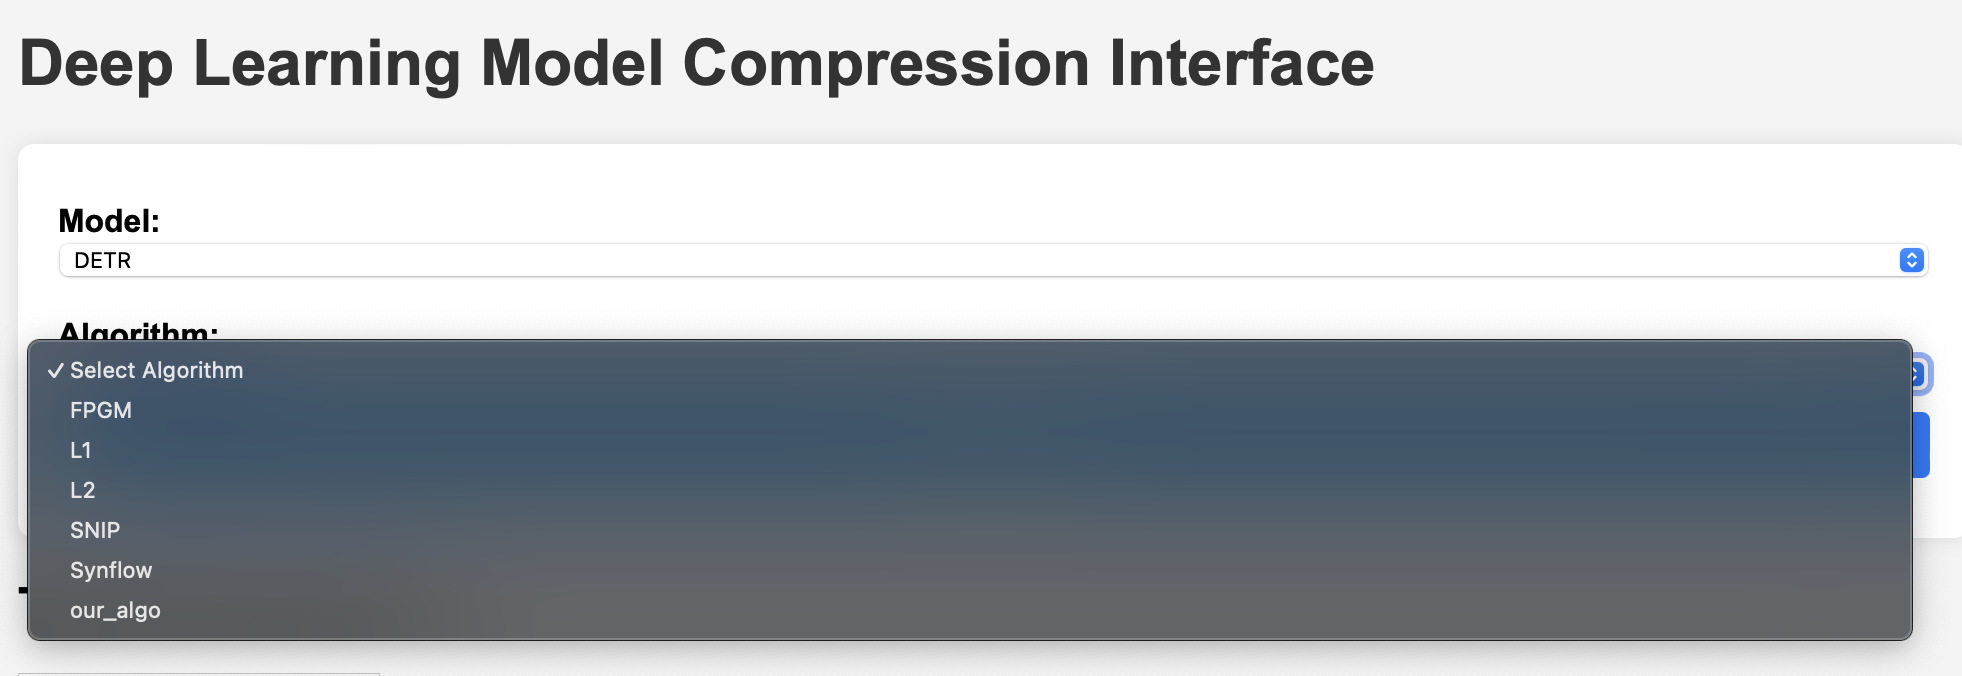 Deep Learning Model Compression Interface
Model:
DETR
Algorithm:
Select Algorithm
FPGM
L1
L2
SNIP
Synflow
our_algo